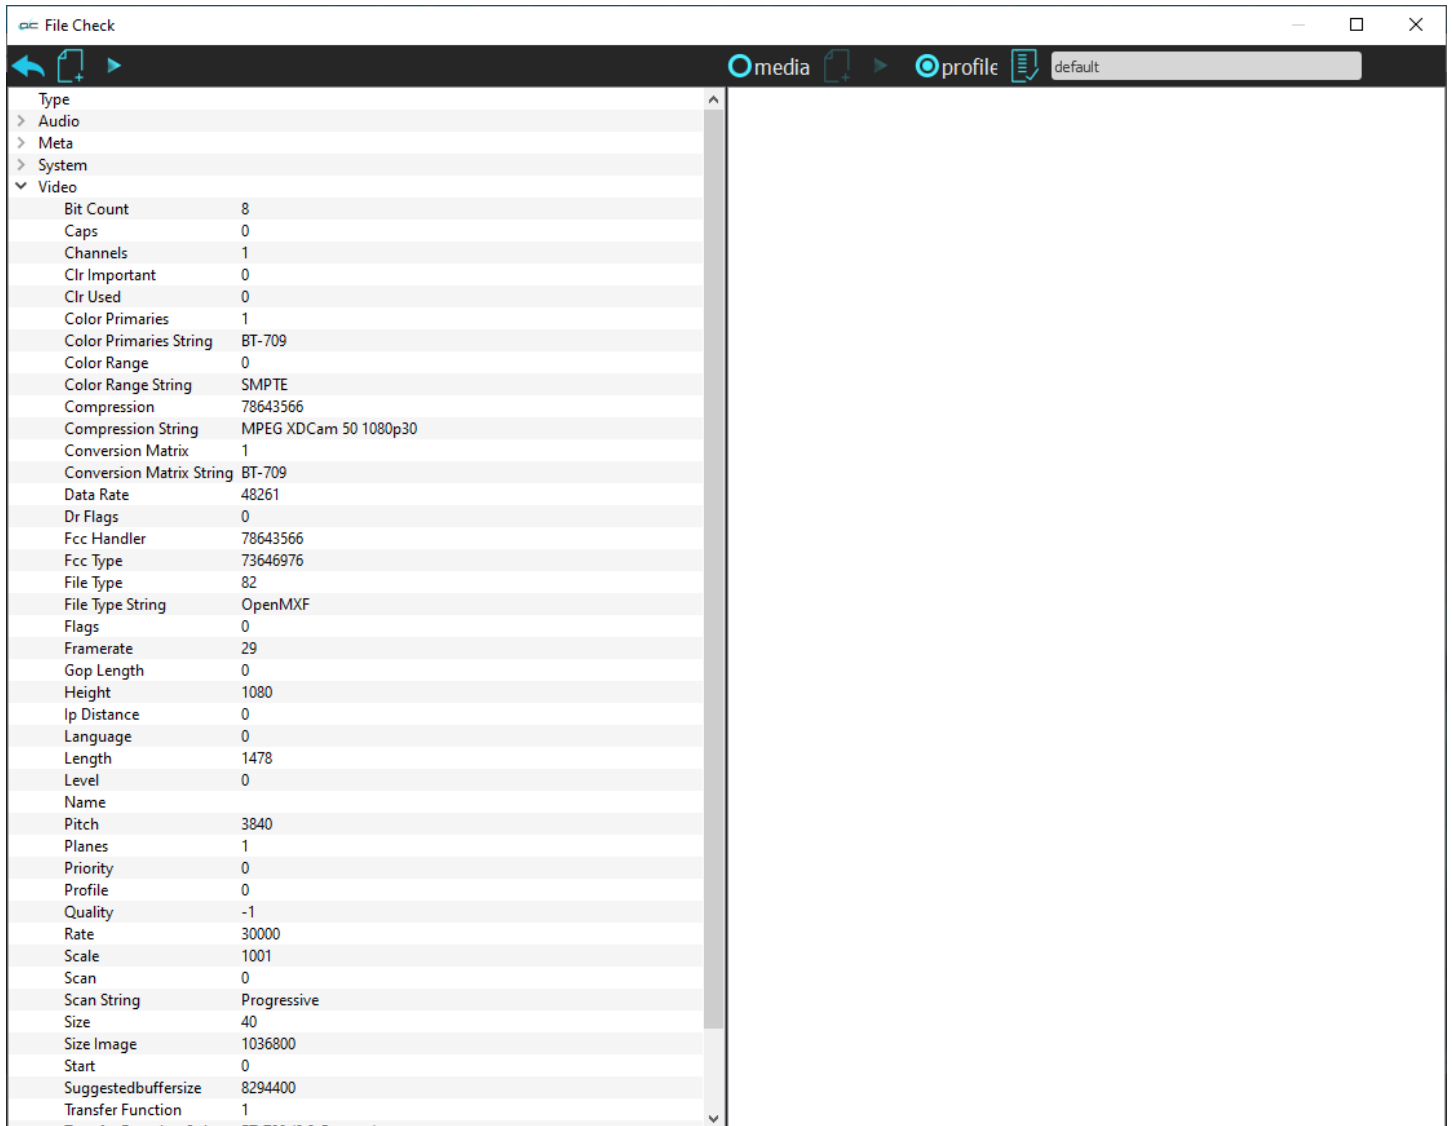 File Check
media
profile
default
Type
Audio
Meta
System
Video
Bit Count 8
Caps 0
Channels 1
Clr Important 0
Clr Used 0
Color Primaries 1
Color Primaries String BT-709
Color Range 0
Color Range String SMPTE
Compression 78643566
Compression String MPEG XDCam 50 1080p30
Conversion Matrix 1
Conversion Matrix String BT-709
Data Rate 48261
Dr Flags 0
Fcc Handler 78643566
Fcc Type 73646976
File Type 82
File Type String OpenMXF
Flags 0
Framerate 29
Gop Length 0
Height 1080
Ip Distance 0
Language 0
Length 1478
Level 0
Name
Pitch 3840
Planes 1
Priority 0
Profile 0
Quality -1
Rate 30000
Scale 1001
Scan 0
Scan String Progressive
Size 40
Size Image 1036800
Start 0
Suggestedbuffersize 8294400
Transfer Function 1